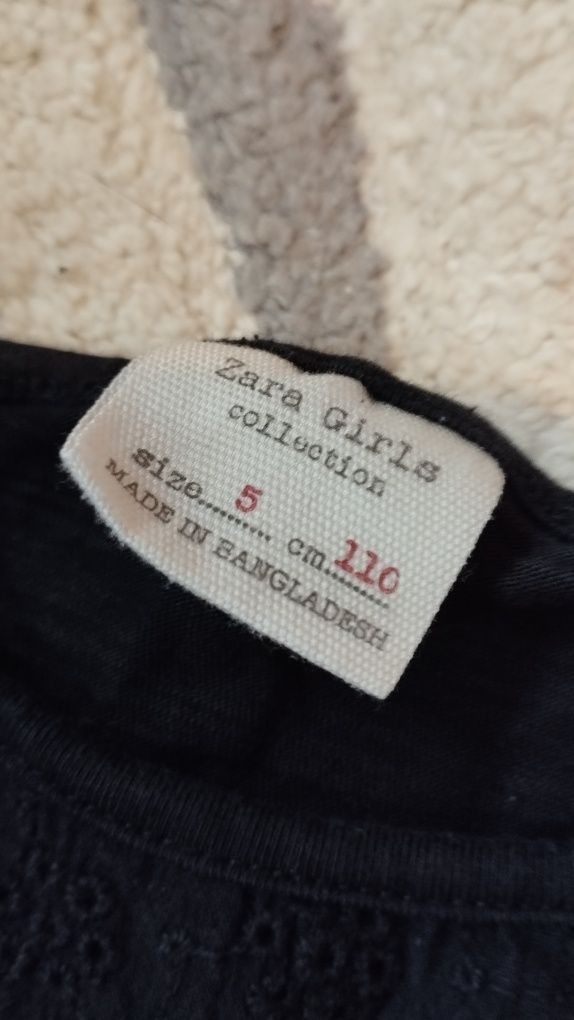 Zara Girls
collection
size.......... 5 cm.......... 110
MADE IN BANGLADESH